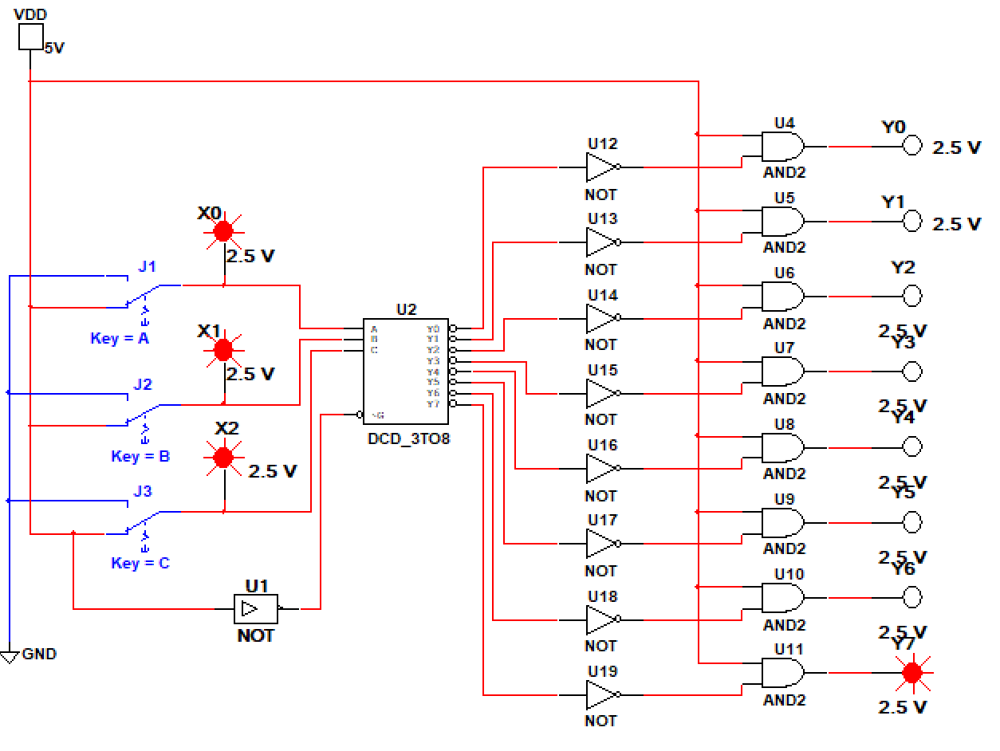 VDD
5V
X0
2.5 V
J1
Key = A
X1
2.5 V
J2
Key = B
X2
2.5 V
J3
Key = C
U1
NOT
GND
U2
A
B
C
~G
Y0
Y1
Y2
Y3
Y4
Y5
Y6
Y7
DCD_3TO8
U12
NOT
U13
NOT
U14
NOT
U15
NOT
U16
NOT
U17
NOT
U18
NOT
U19
NOT
U4
AND2
U5
AND2
U6
AND2
U7
AND2
U8
AND2
U9
AND2
U10
AND2
U11
AND2
Y0
2.5 V
Y1
2.5 V
Y2
2.5 V
Y3
2.5 V
Y4
2.5 V
Y5
2.5 V
Y6
2.5 V
Y7
2.5 V